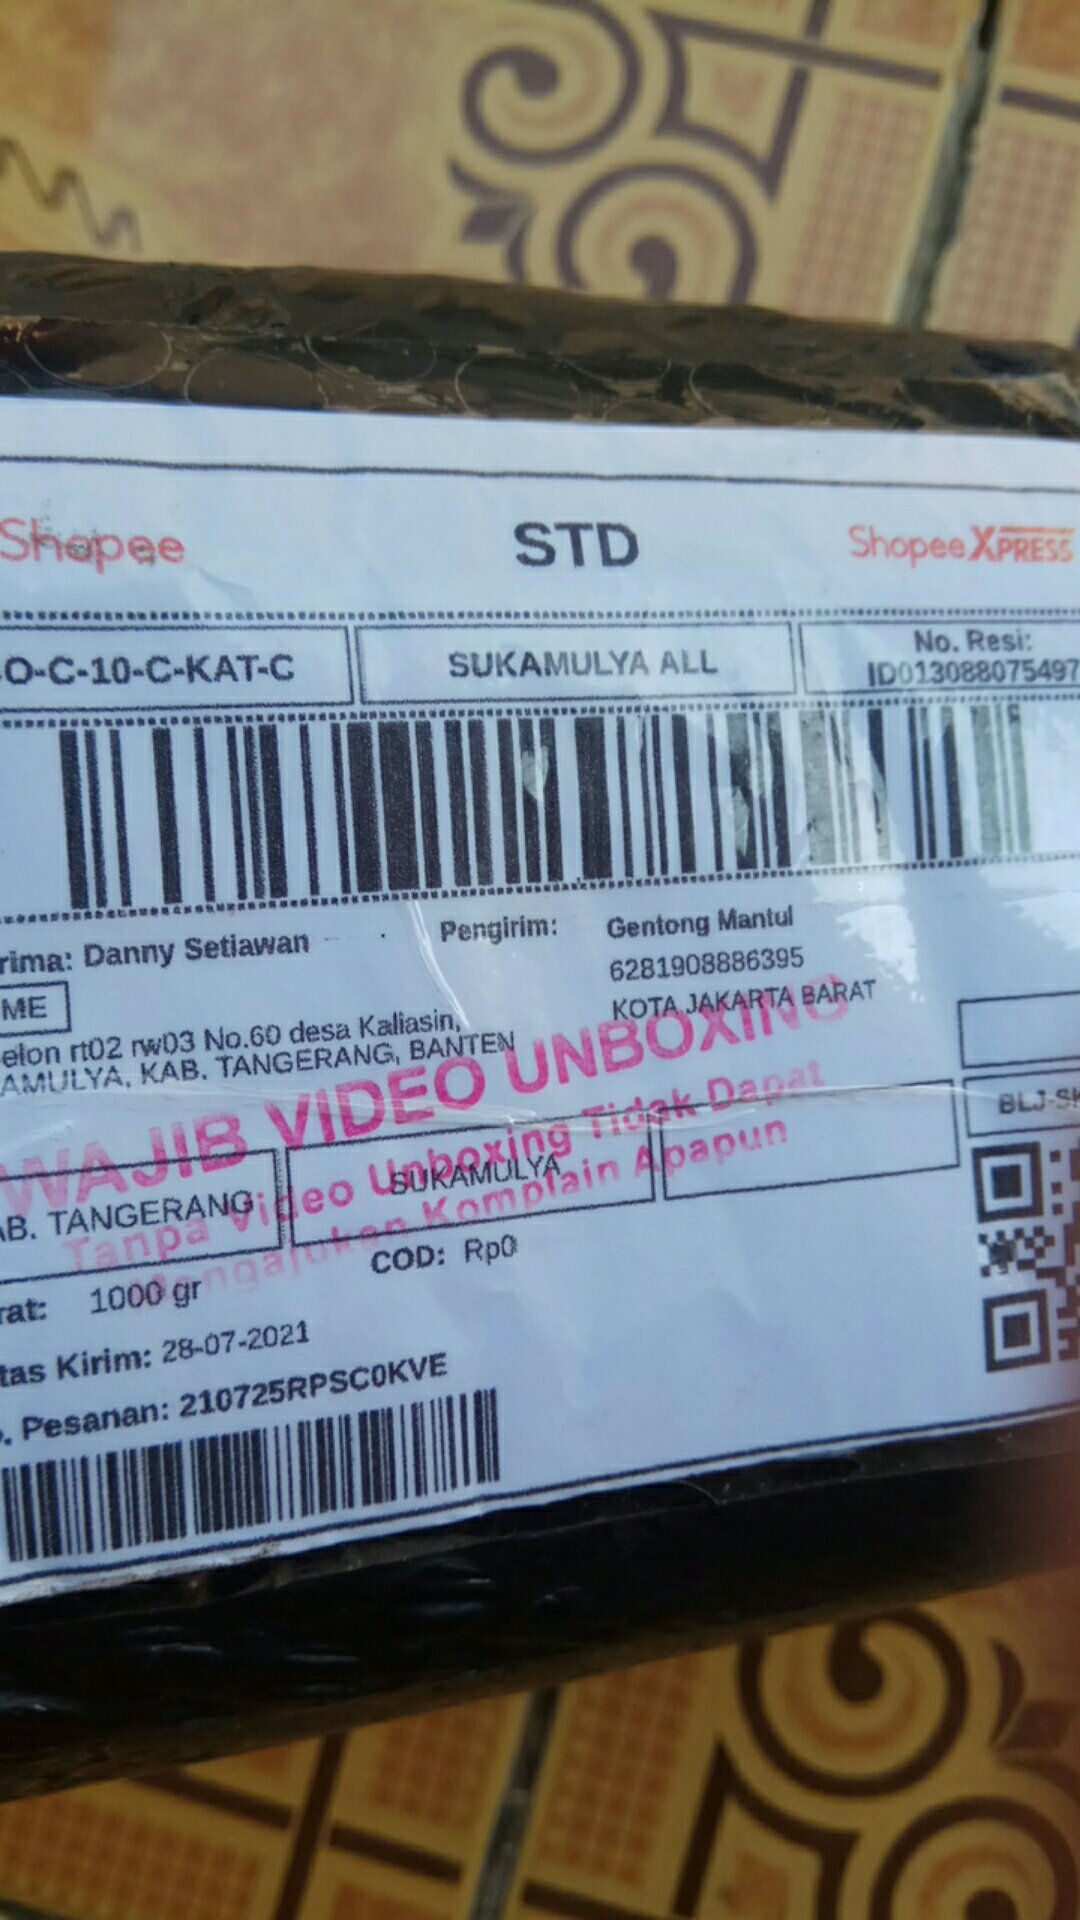 Shopee
STD
ShopeeXPRESS
O-C-10-C-KAT-C
SUKAMULYA ALL
No. Resi:
ID013088075497
rima: Danny Setiawan
Pengirim:
Gentong Mantul
6281908886395
KOTA JAKARTA BARAT
ME
elon rt02 rw03 No.60 desa Kaliasin,
AMULYA, KAB. TANGERANG, BANTEN
WAJIB VIDEO UNBOXING
Tanpa Video Unboxing Tidak Dapat
Mengajukan Komplain Apapun
AB. TANGERANG
SUKAMULYA
BLJ-SK
rat: 1000 gr
COD: Rp0
tas Kirim: 28-07-2021
. Pesanan: 210725RPSC0KVE